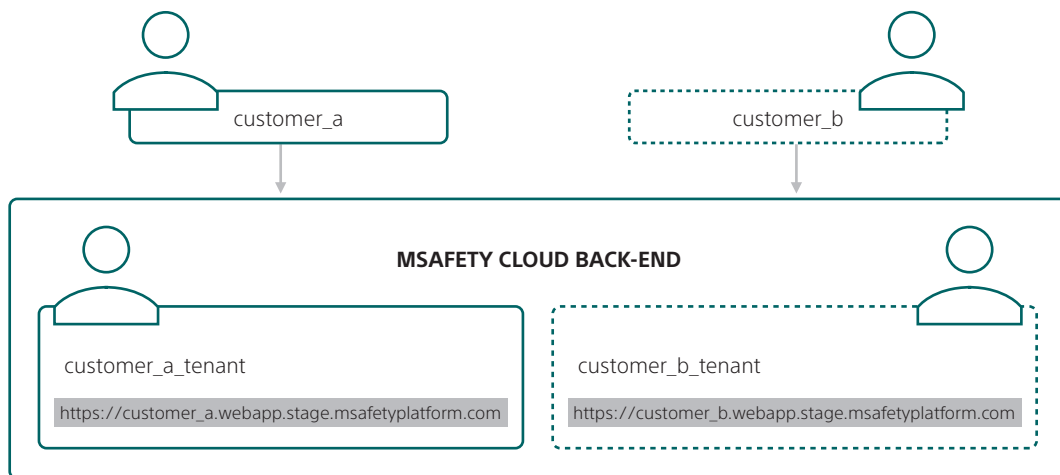 customer_a
customer_b
MSAFETY CLOUD BACK-END
customer_a_tenant
customer_b_tenant
https://customer_a.webapp.stage.msafetyplatform.com
https://customer_b.webapp.stage.msafetyplatform.com